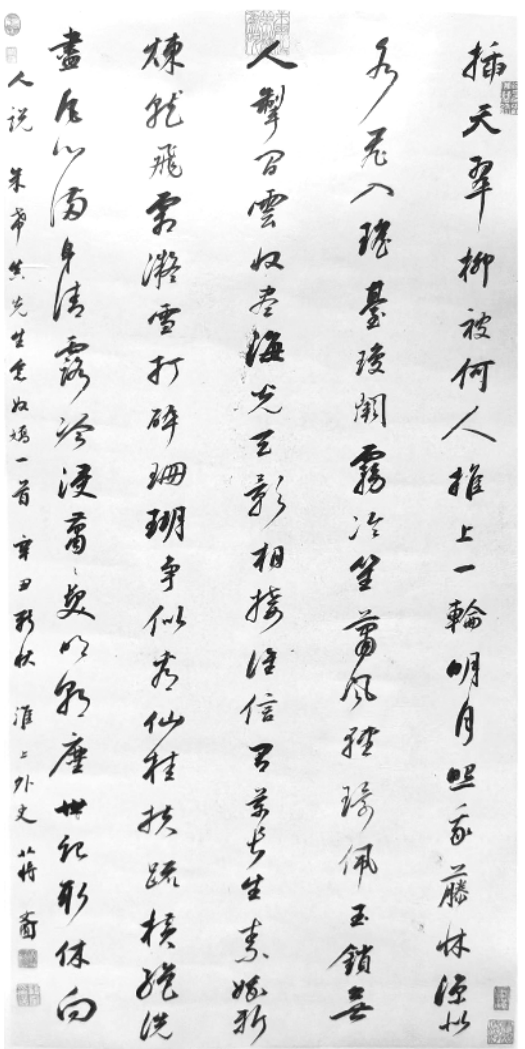 插天翠柳被何人推上一輪明月照我藤牀涼似
水飛入瑤臺瓊闕霧冷笙簫風輕環佩玉鎖無
人掣閒雲收盡海光天影相接誰信有藥長生素娥新
煉就飛霜凝雪打碎珊瑚爭似看仙桂扶疏橫絕洗
盡凡心滿身清露冷浸蕭蕭髮明朝塵世記取休向
人說 朱希真先生念奴嬌一首 辛丑新秋 淮上外史 蔣